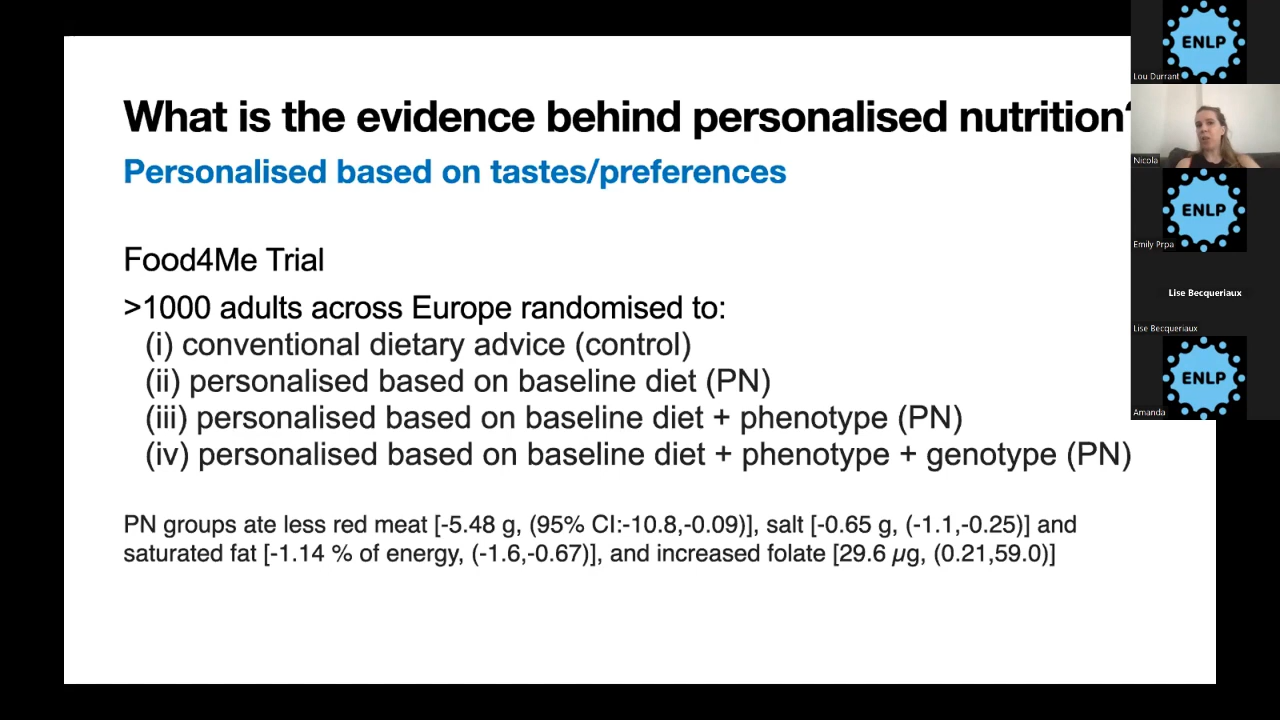 What is the evidence behind personalised nutrition?
Personalised based on tastes/preferences
Food4Me Trial
>1000 adults across Europe randomised to:
(i) conventional dietary advice (control)
(ii) personalised based on baseline diet (PN)
(iii) personalised based on baseline diet + phenotype (PN)
(iv) personalised based on baseline diet + phenotype + genotype (PN)
PN groups ate less red meat [-5.48 g, (95% CI:-10.8,-0.09)], salt [-0.65 g, (-1.1,-0.25)] and
saturated fat [-1.14 % of energy, (-1.6,-0.67)], and increased folate [29.6 µg, (0.21,59.0)]
ENLP
Lou Durrant
Nicola
ENLP
Emily Prpa
Lise Becqueriaux
Lise Becqueriaux
ENLP
Amanda